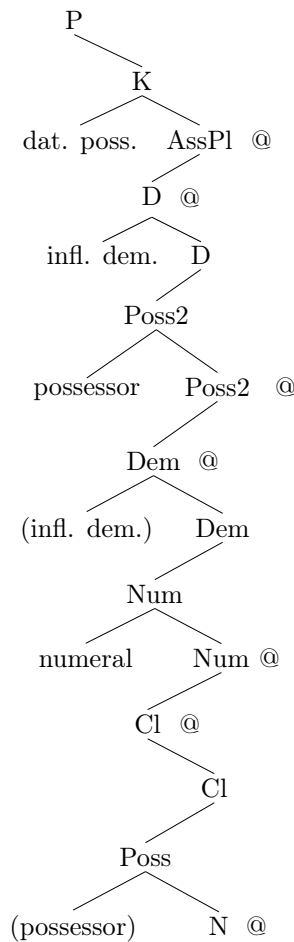 P
K
dat. poss. AssPl @
D @
infl. dem. D
Poss2
possessor Poss2 @
Dem @
(infl. dem.) Dem
Num
numeral Num @
Cl @
Cl
Poss
(possessor) N @